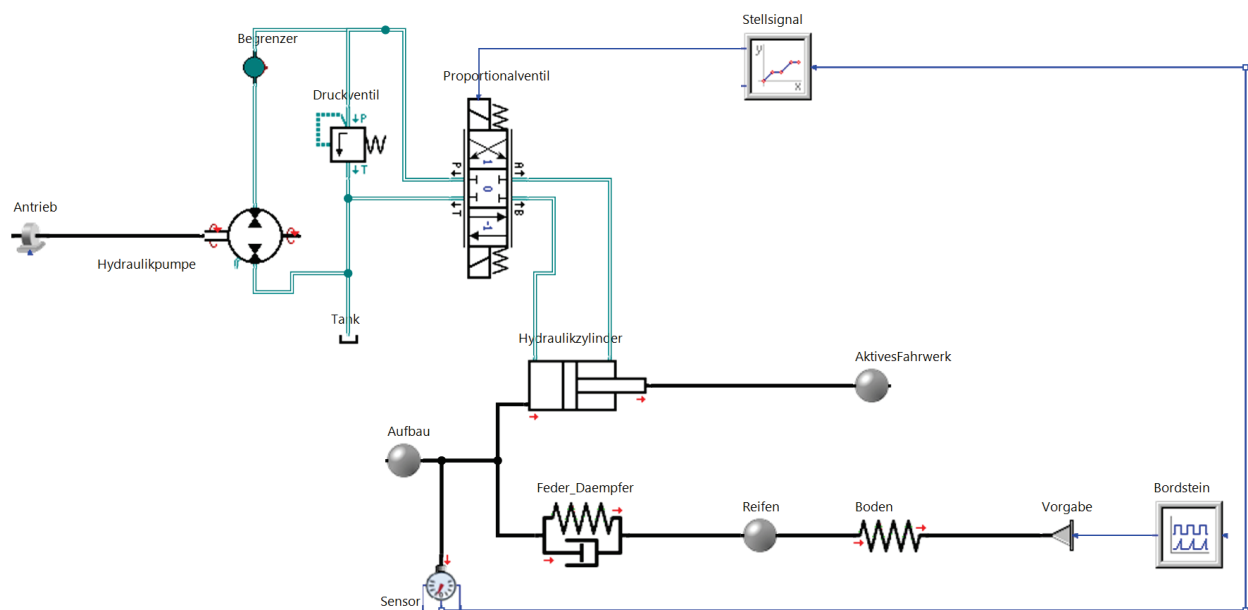 Stellsignal
Begrenzer
y
x
Proportionalventil
Druckventil
P
T
1
P
A
0
T
B
-1
Antrieb
Hydraulikpumpe
Tank
Hydraulikzylinder
AktivesFahrwerk
Aufbau
Feder_Daempfer
Reifen
Boden
Vorgabe
Bordstein
Sensor